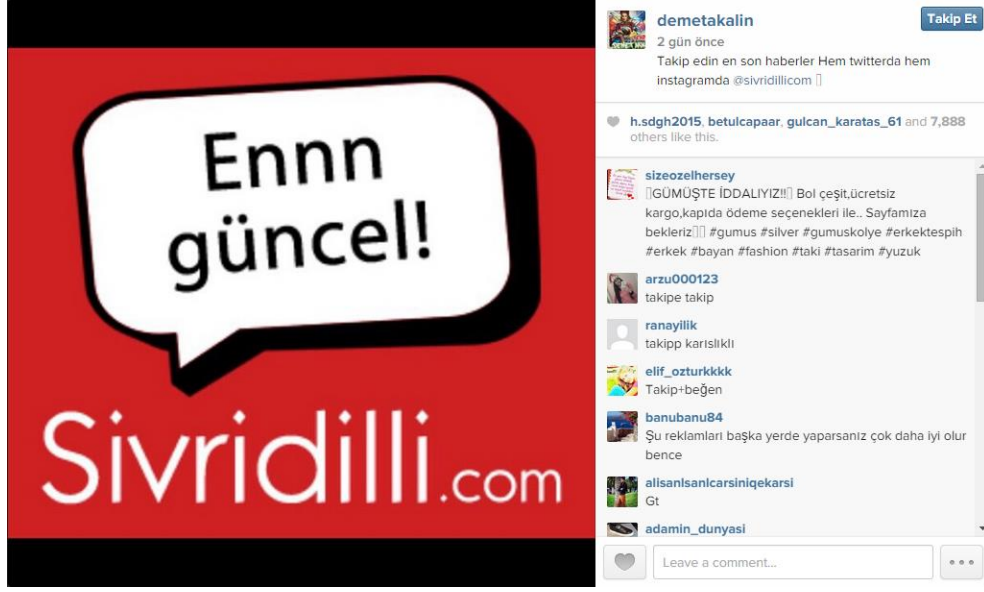 Ennn
güncel!
Sivridilli.com
demetakalin
Takip Et
2 gün önce
Takip edin en son haberler Hem twitterda hem
instagramda @sivridillicom
h.sdgh2015, betulcapaar, gulcan_karatas_61 and 7,888
others like this.
sizeozelhersey
GÜMÜŞTE İDDALIYIZ!! Bol çeşit,ücretsiz
kargo,kapıda ödeme seçenekleri ile.. Sayfamıza
bekleriz #gumus #silver #gumuskolye #erkektespih
#erkek #bayan #fashion #taki #tasarim #yuzuk
arzu000123
takipe takip
ranayilik
takipp karıslıklı
elif_ozturkkkk
Takip+beğen
banubanu84
Şu reklamları başka yerde yaparsanız çok daha iyi olur
bence
alisanlsanlcarsiniqekarsi
Gt
adamin_dunyasi
Leave a comment...